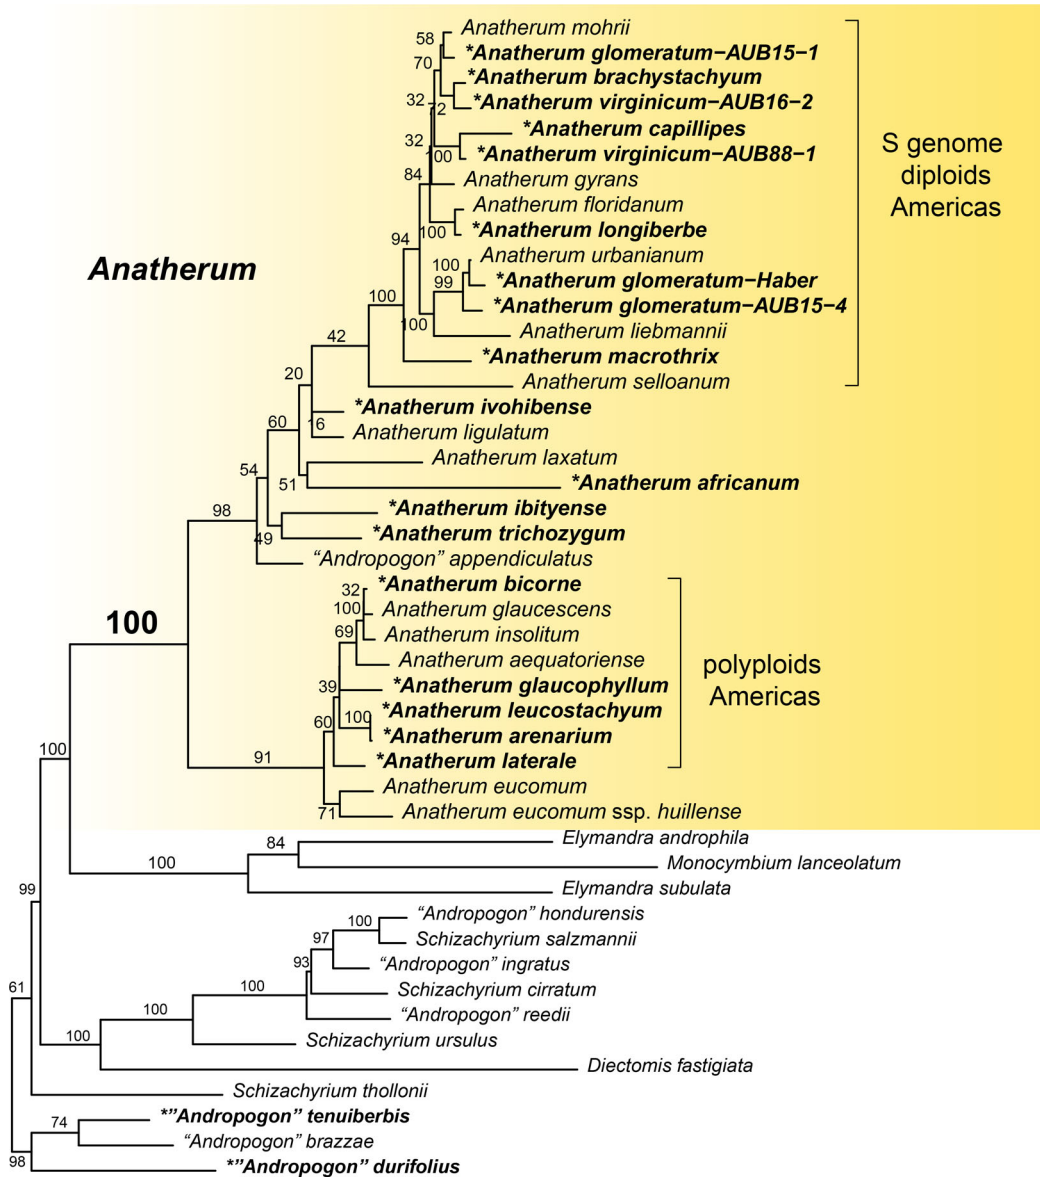 Anatherum mohrii
58
*Anatherum glomeratum−AUB15−1
70
*Anatherum brachystachyum
32
72
*Anatherum virginicum−AUB16−2
*Anatherum capillipes
32
100
*Anatherum virginicum−AUB88−1
84
Anatherum gyrans
Anatherum floridanum
100
*Anatherum longiberbe
94
Anatherum urbanianum
100
*Anatherum glomeratum−Haber
99
*Anatherum glomeratum−AUB15−4
100
100
Anatherum liebmannii
42
*Anatherum macrothrix
20
Anatherum selloanum
S genome
diploids
Americas
Anatherum
*Anatherum ivohibense
60
16
Anatherum ligulatum
Anatherum laxatum
54
51
*Anatherum africanum
98
*Anatherum ibityense
49
*Anatherum trichozygum
“Andropogon” appendiculatus
32
*Anatherum bicorne
100
Anatherum glaucescens
100
69
Anatherum insolitum
Anatherum aequatoriense
39
*Anatherum glaucophyllum
60
100
*Anatherum leucostachyum
*Anatherum arenarium
91
*Anatherum laterale
polyploids
Americas
Anatherum eucomum
71
Anatherum eucomum ssp. huillense
100
Elymandra androphila
84
100
Monocymbium lanceolatum
Elymandra subulata
99
“Andropogon” hondurensis
100
97
Schizachyrium salzmannii
93
“Andropogon” ingratus
61
100
Schizachyrium cirratum
100
“Andropogon” reedii
100
Schizachyrium ursulus
Diectomis fastigiata
Schizachyrium thollonii
*”Andropogon” tenuiberbis
74
“Andropogon” brazzae
98
*”Andropogon” durifolius